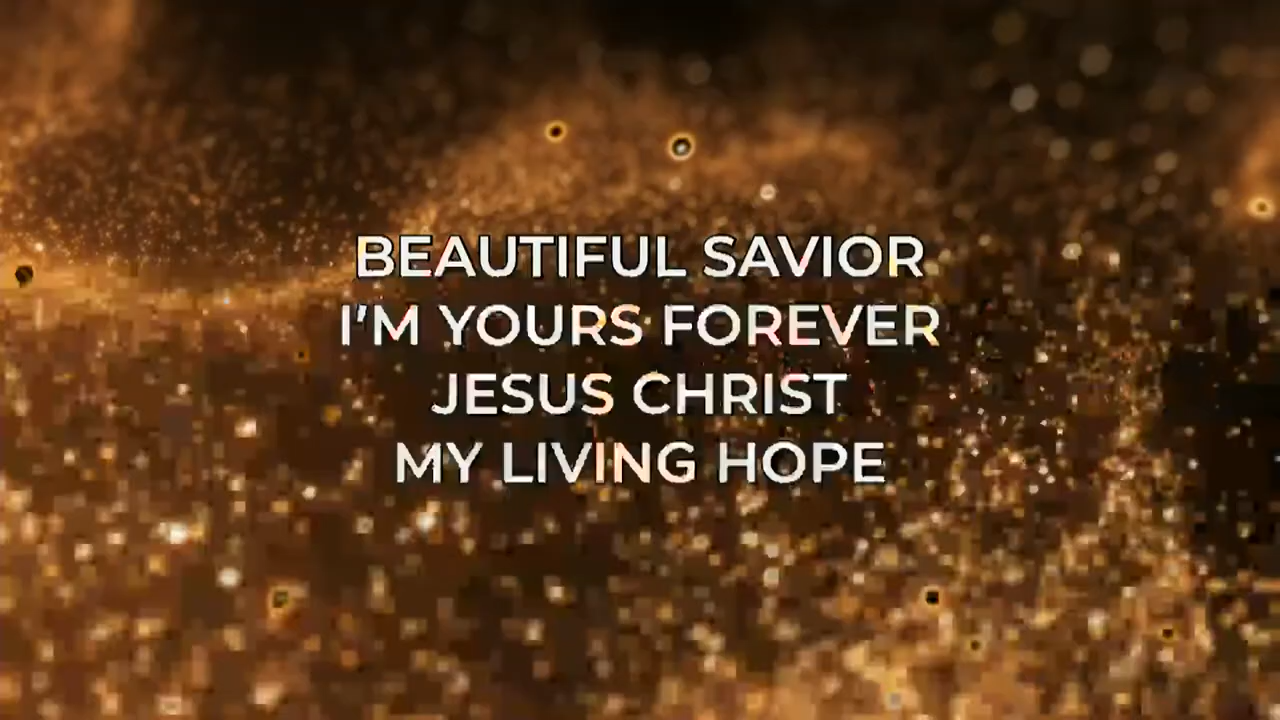 BEAUTIFUL SAVIOR
I'M YOURS FOREVER
JESUS CHRIST
MY LIVING HOPE